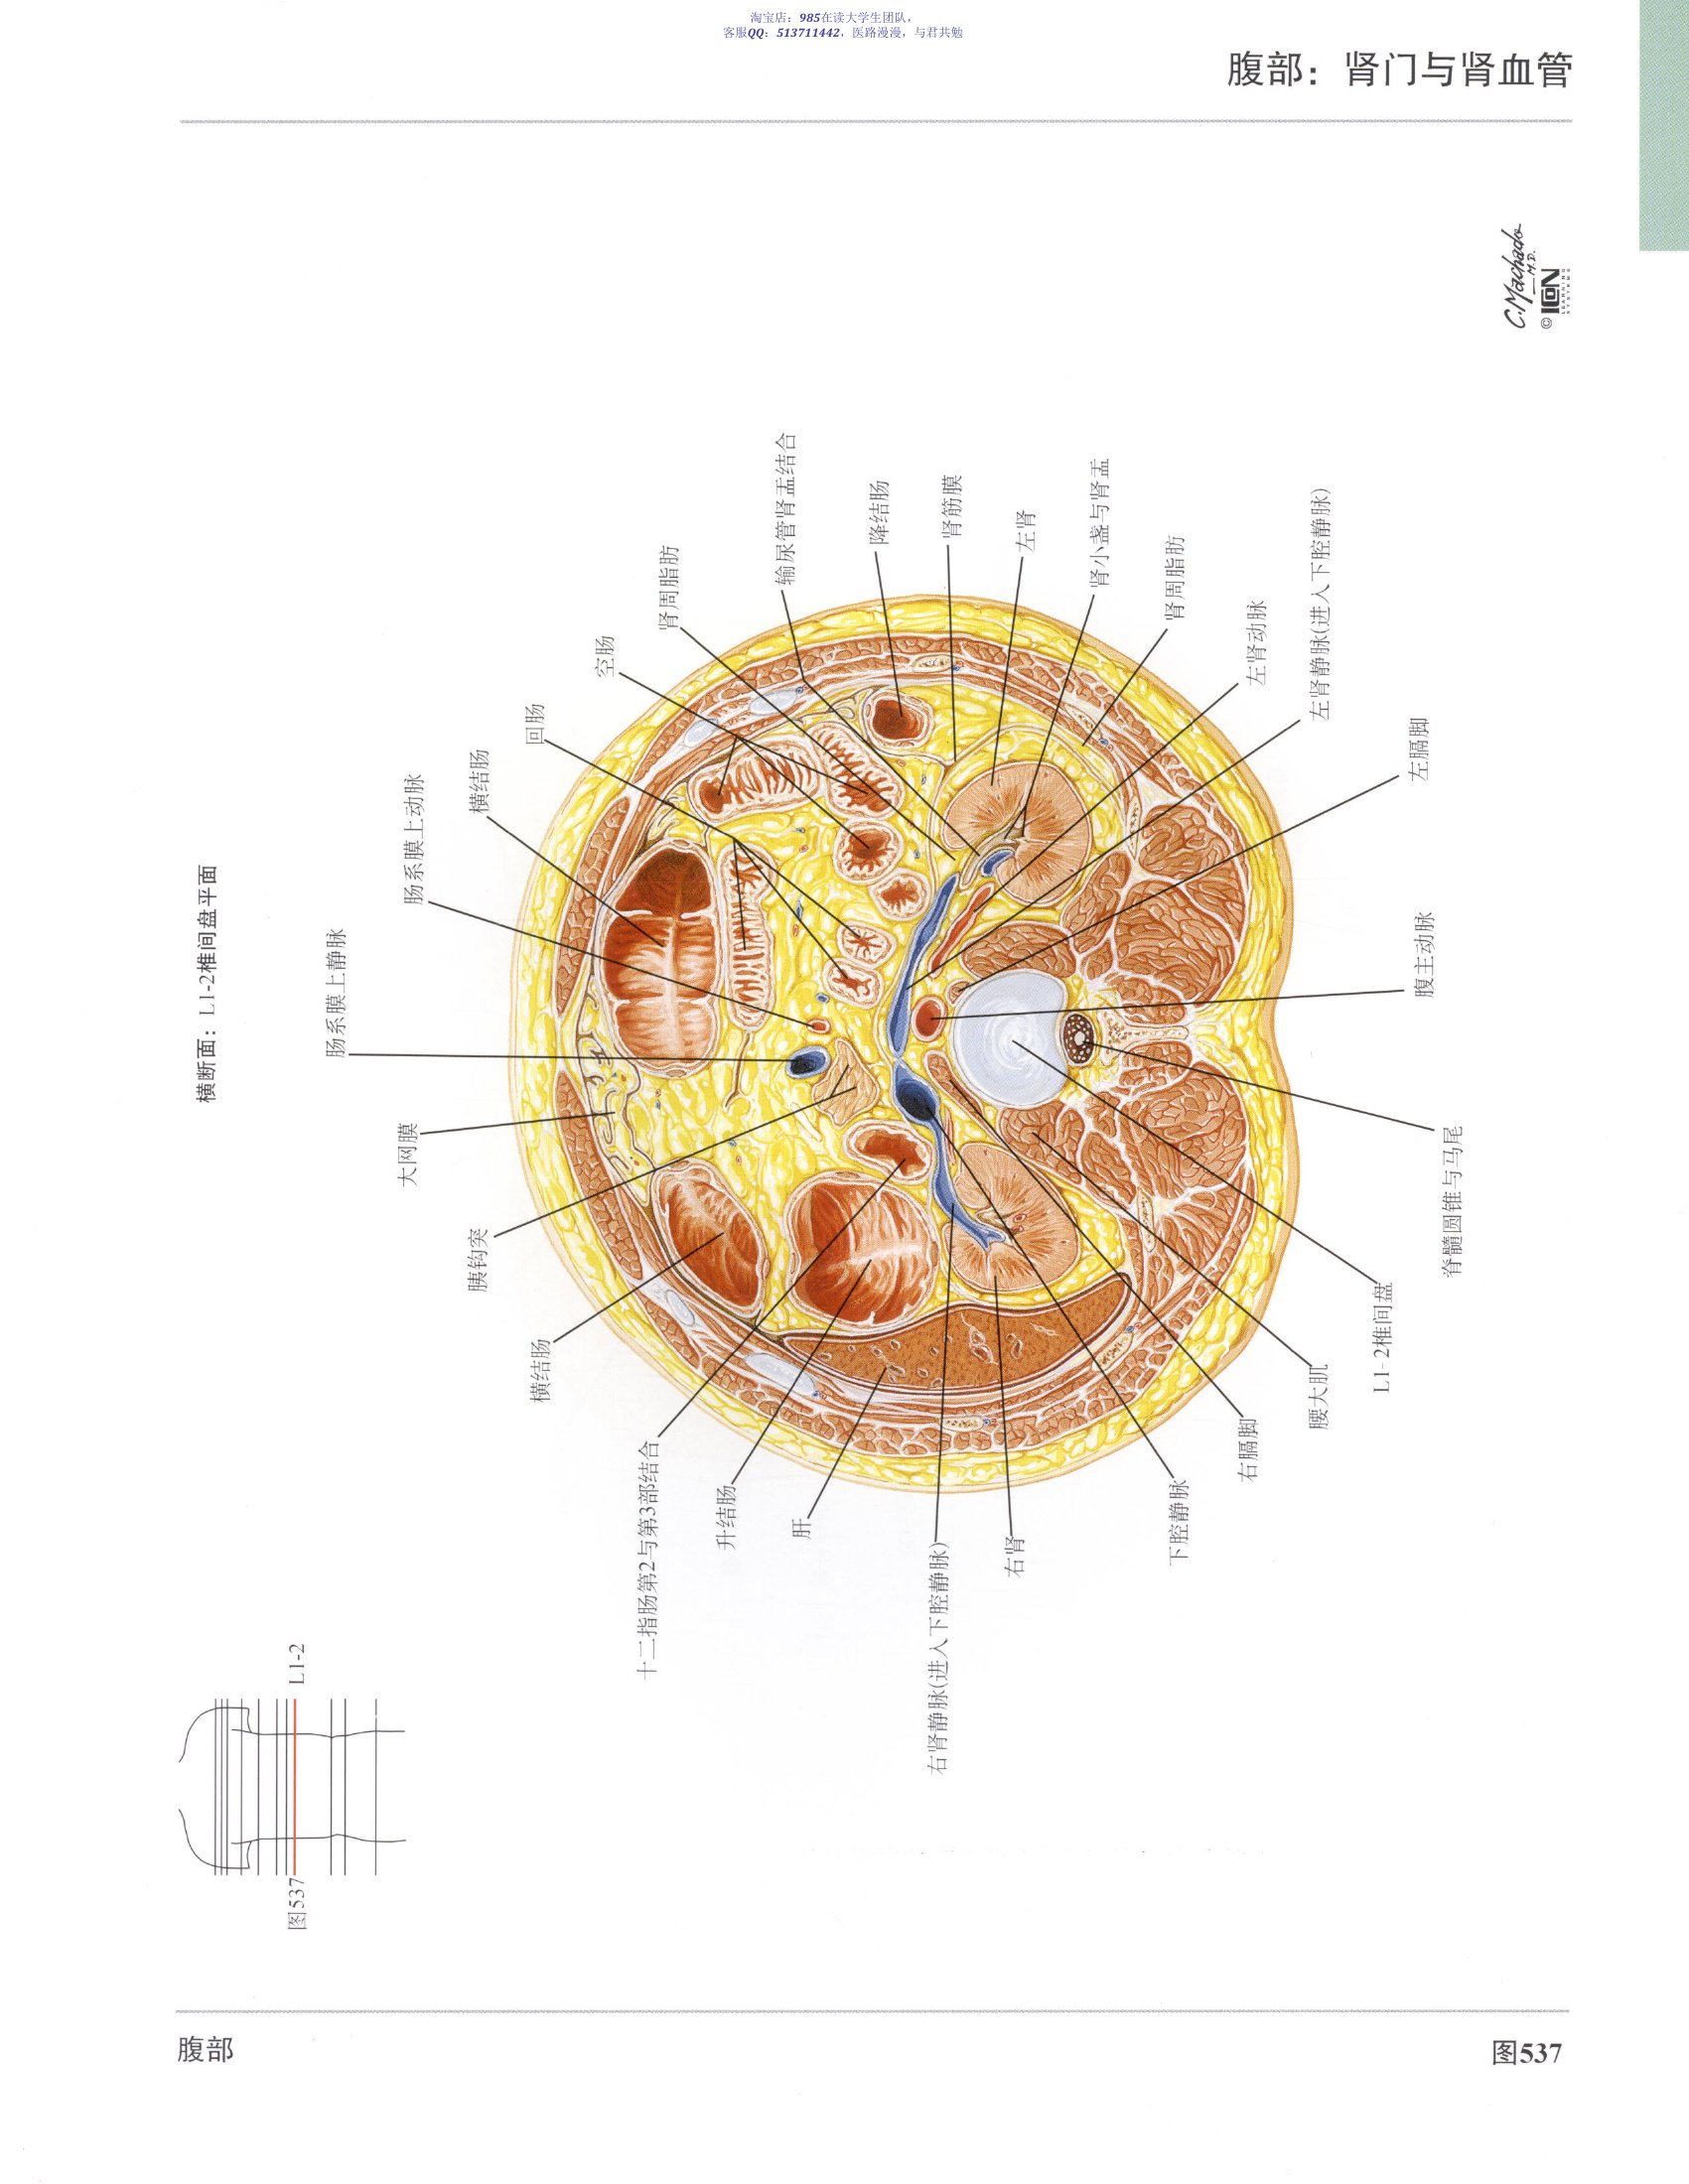 淘宝店：985在读大学生团队，
客服QQ：513711442，医路漫漫，与君共勉
腹部：肾门与肾血管
横断面：L1-2椎间盘平面
肠系膜上静脉
肠系膜上动脉
大网膜
横结肠
胰钩突
回肠
横结肠
空肠
肾周脂肪
十二指肠第2与第3部结合
输尿管肾盂结合
升结肠
降结肠
肝
肾筋膜
右肾静脉(进入下腔静脉)
左肾
右肾
肾小盏与肾盂
肾周脂肪
下腔静脉
左肾动脉
右膈脚
左肾静脉(进入下腔静脉)
腰大肌
左膈脚
L1-2椎间盘
腹主动脉
脊髓圆锥与马尾
图537
L1-2
C.Machado
M.D.
©
ICON
LEARNING
SYSTEMS
腹部
图537